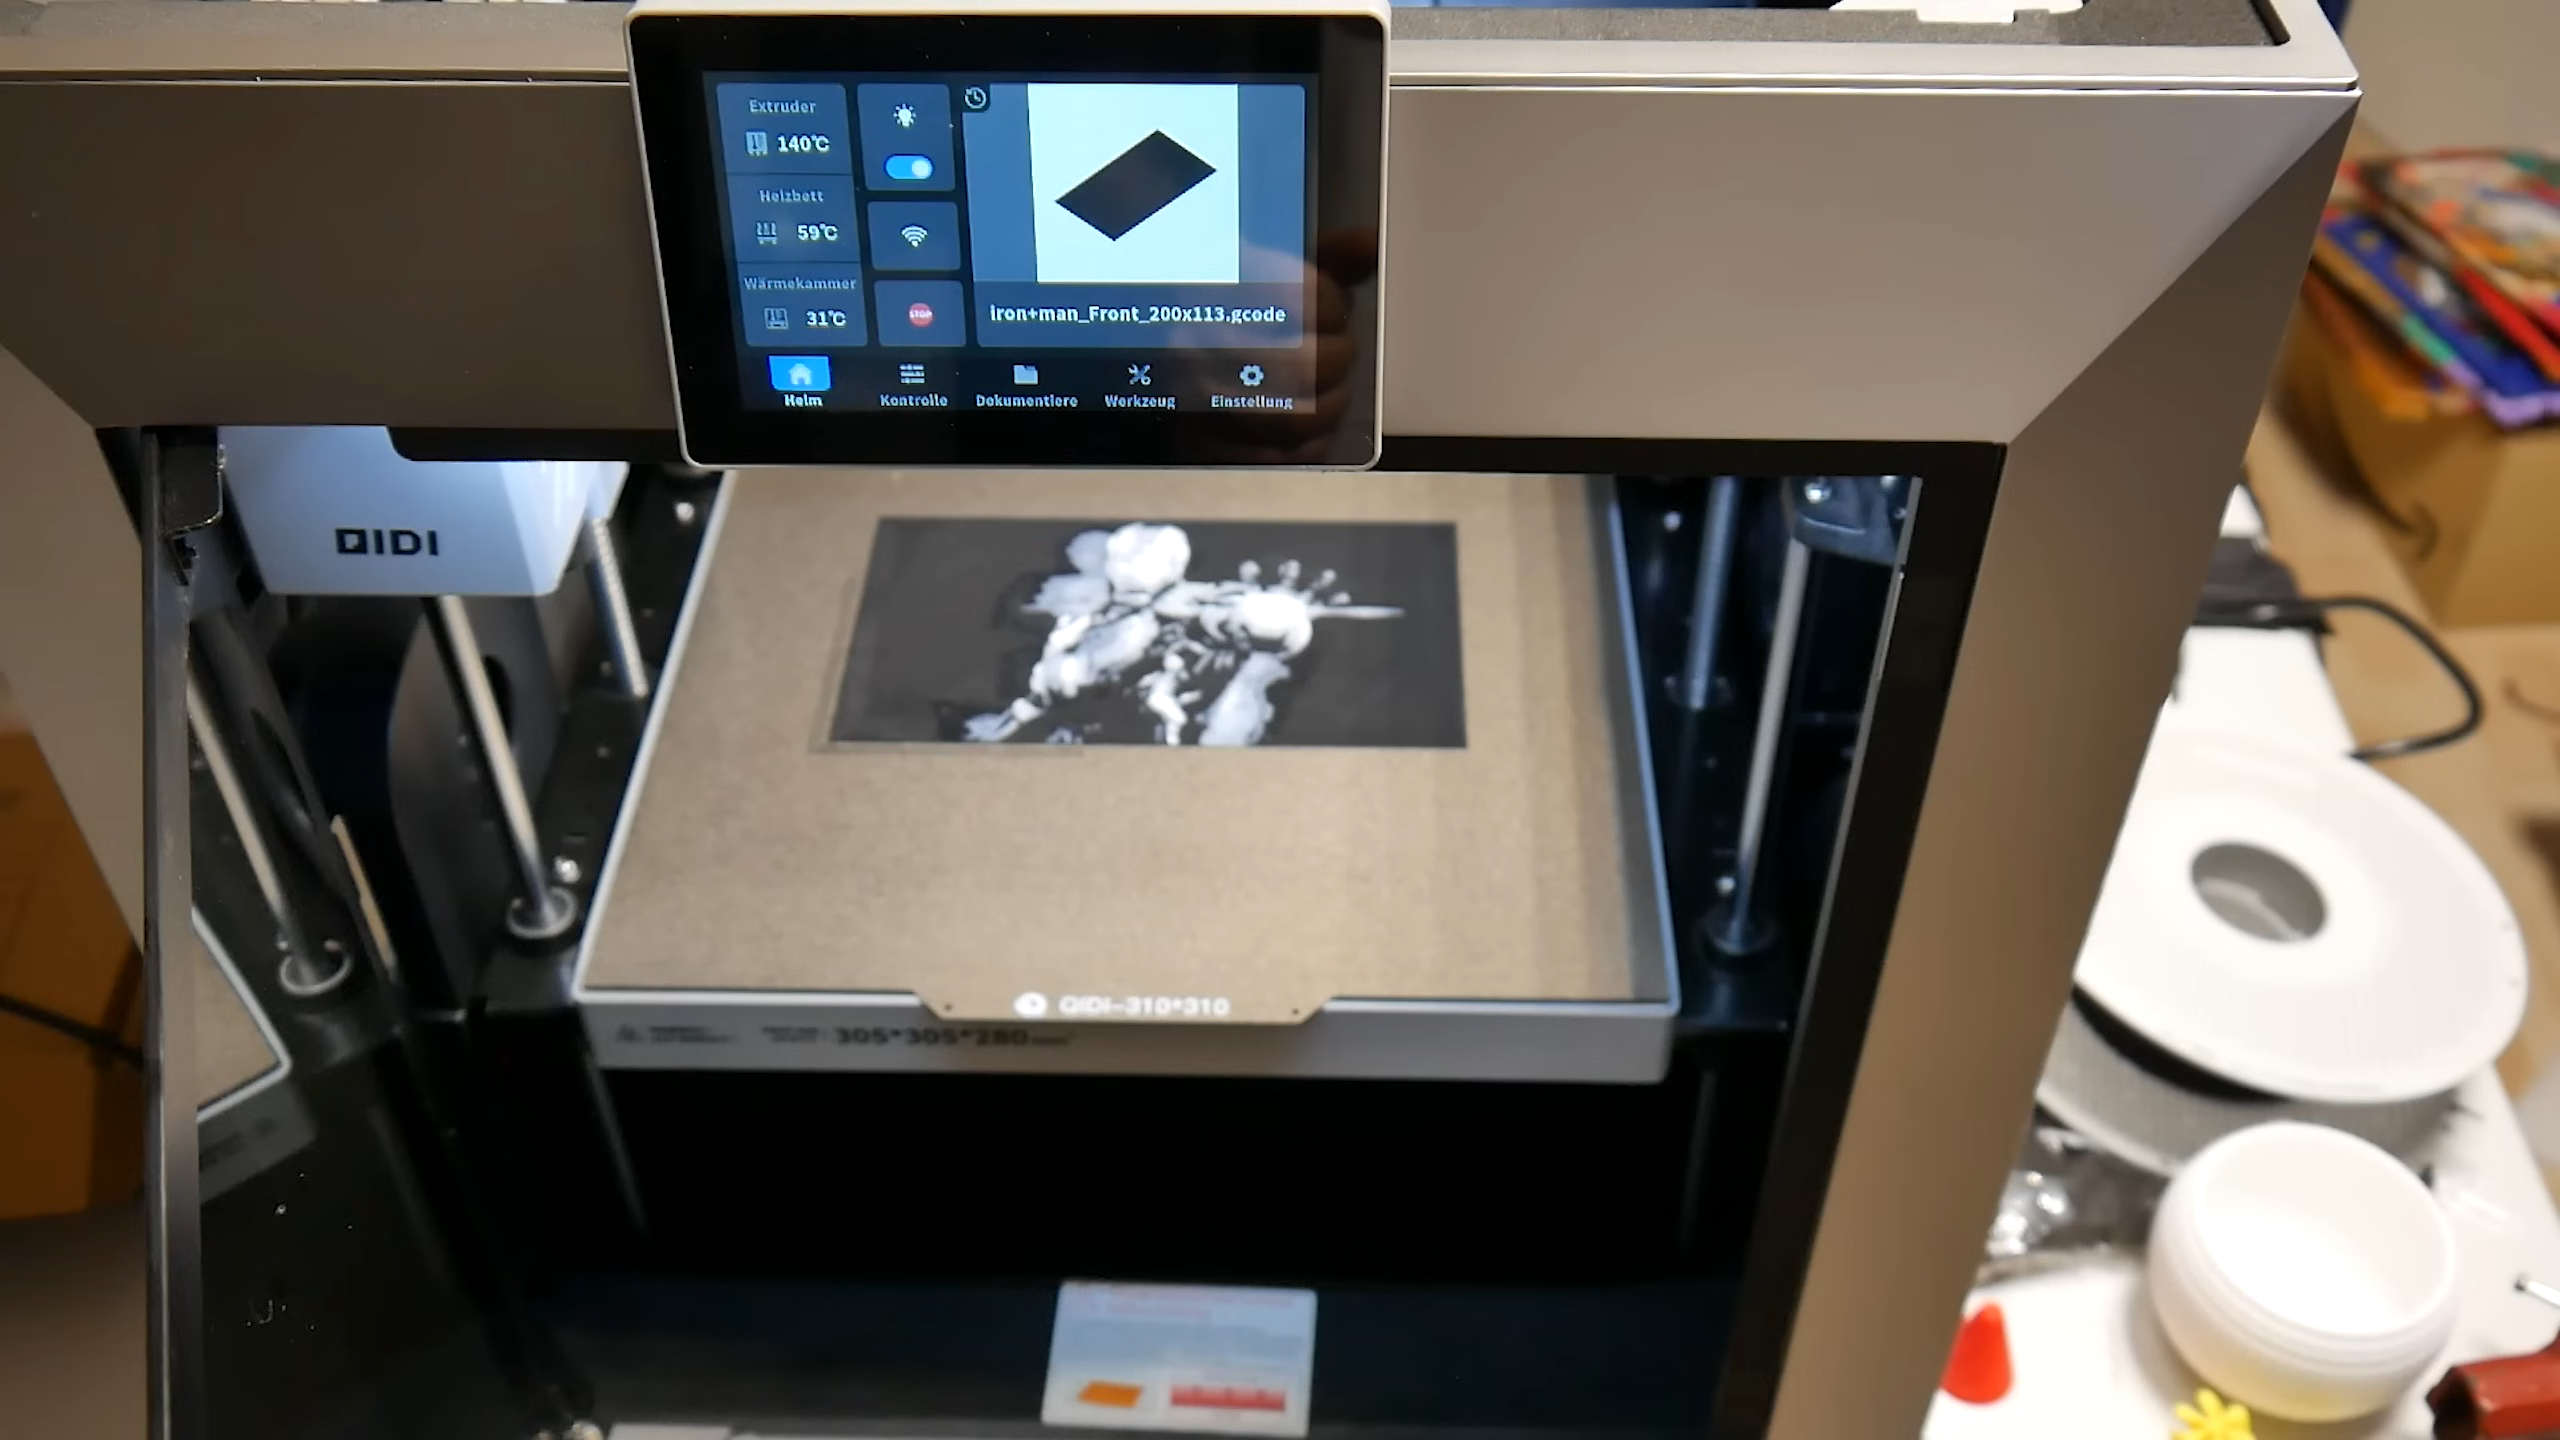 Extruder
140℃
Heizbett
59℃
Wärmekammer
31℃
STOP
iron+man_Front_200x113.gcode
Heim
Kontrolle
Dokumentiere
Werkzeug
Einstellung
QIDI
QIDI-310*310
305*305*280